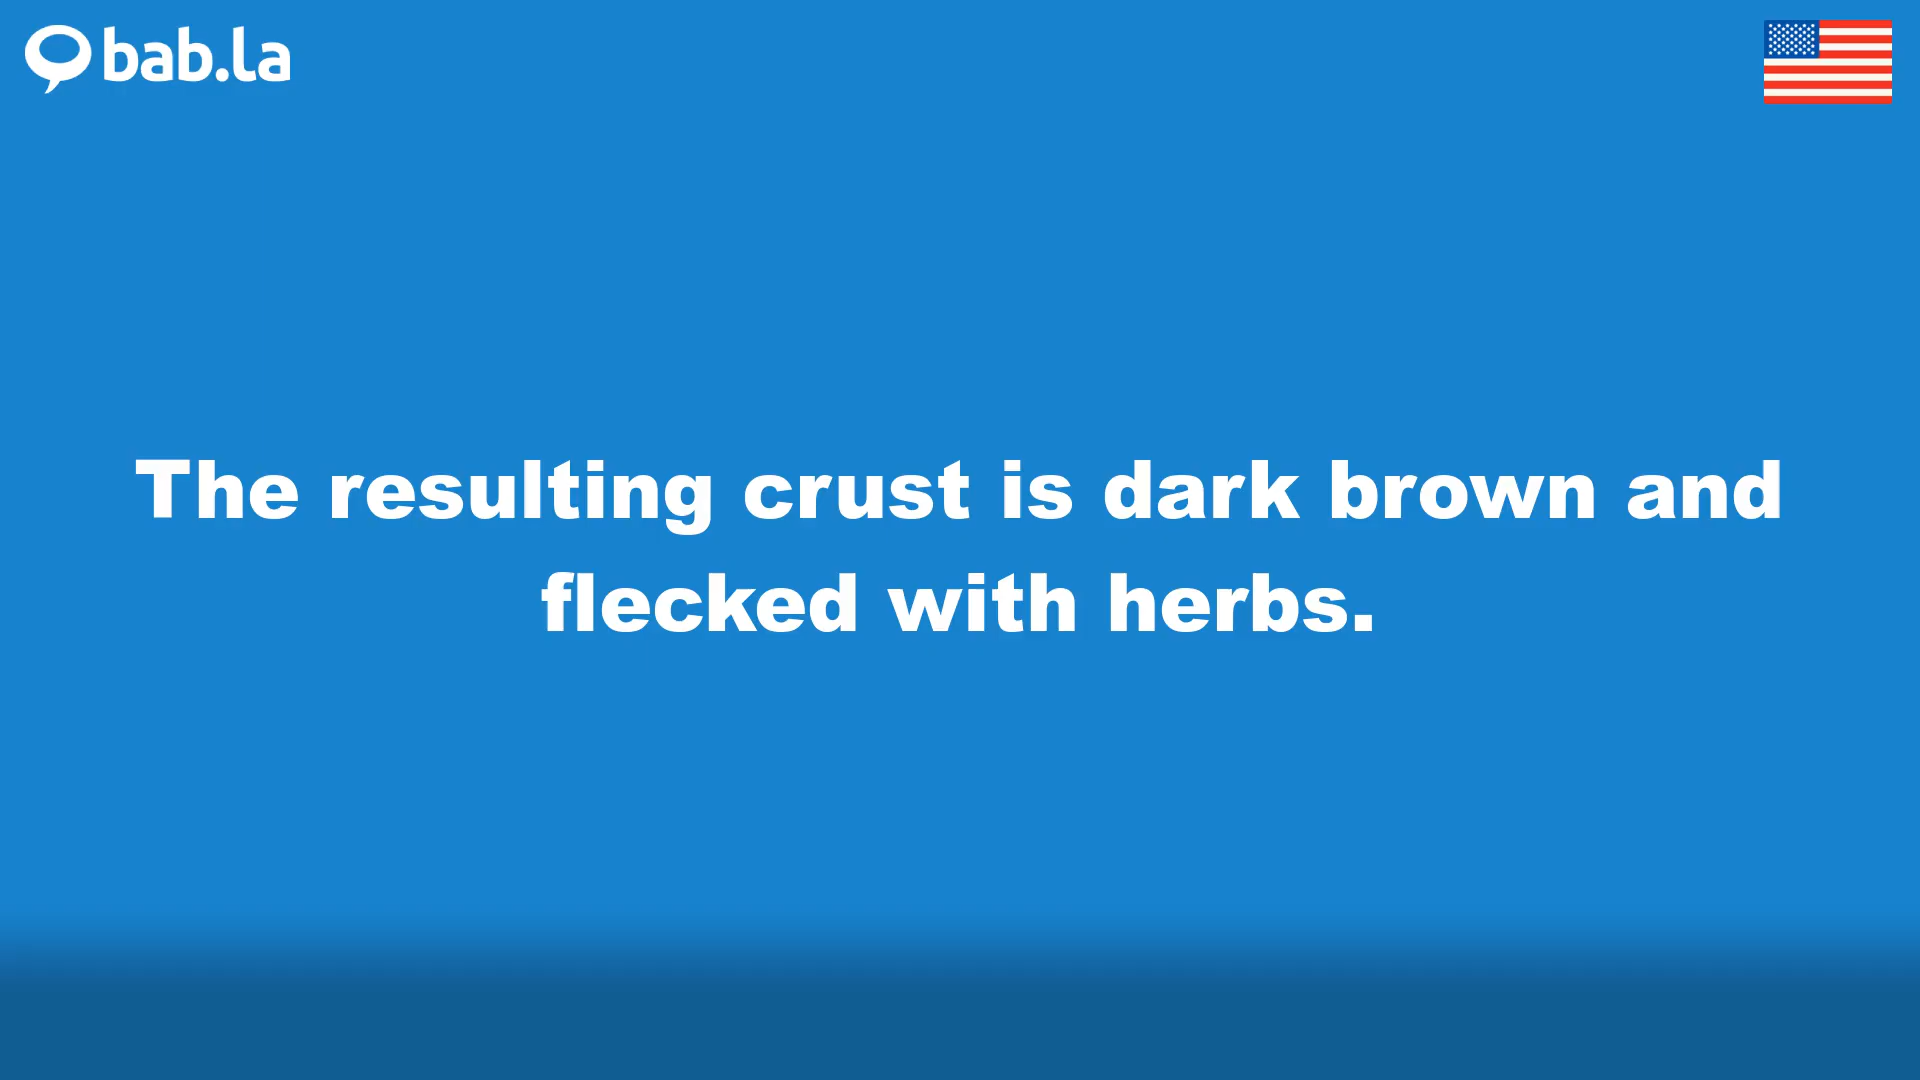 bab.la
The resulting crust is dark brown and
flecked with herbs.